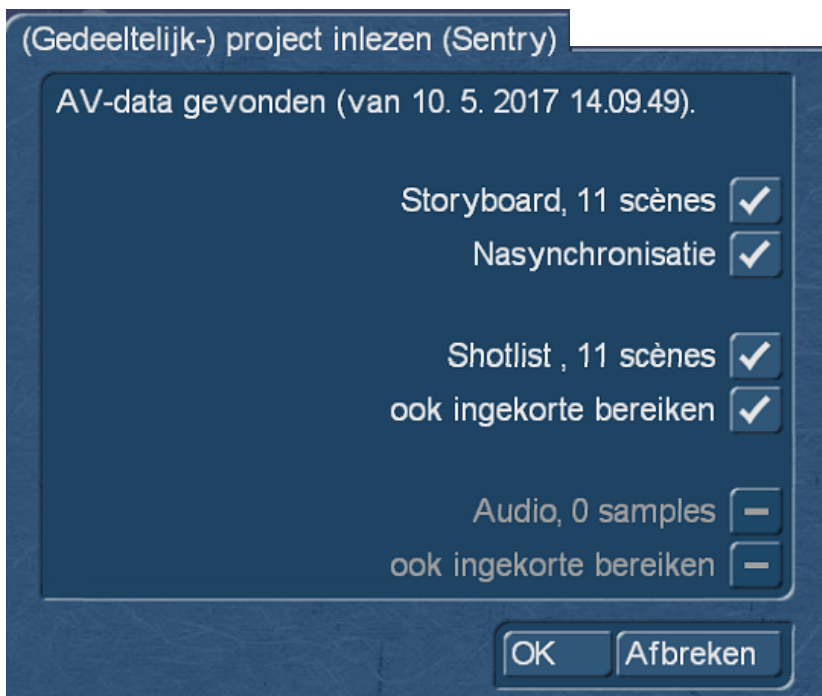 (Gedeeltelijk-) project inlezen (Sentry)
AV-data gevonden (van 10. 5. 2017 14.09.49).
Storyboard, 11 scènes
Nasynchronisatie
Shotlist , 11 scènes
ook ingekorte bereiken
Audio, 0 samples
ook ingekorte bereiken
OK
Afbreken